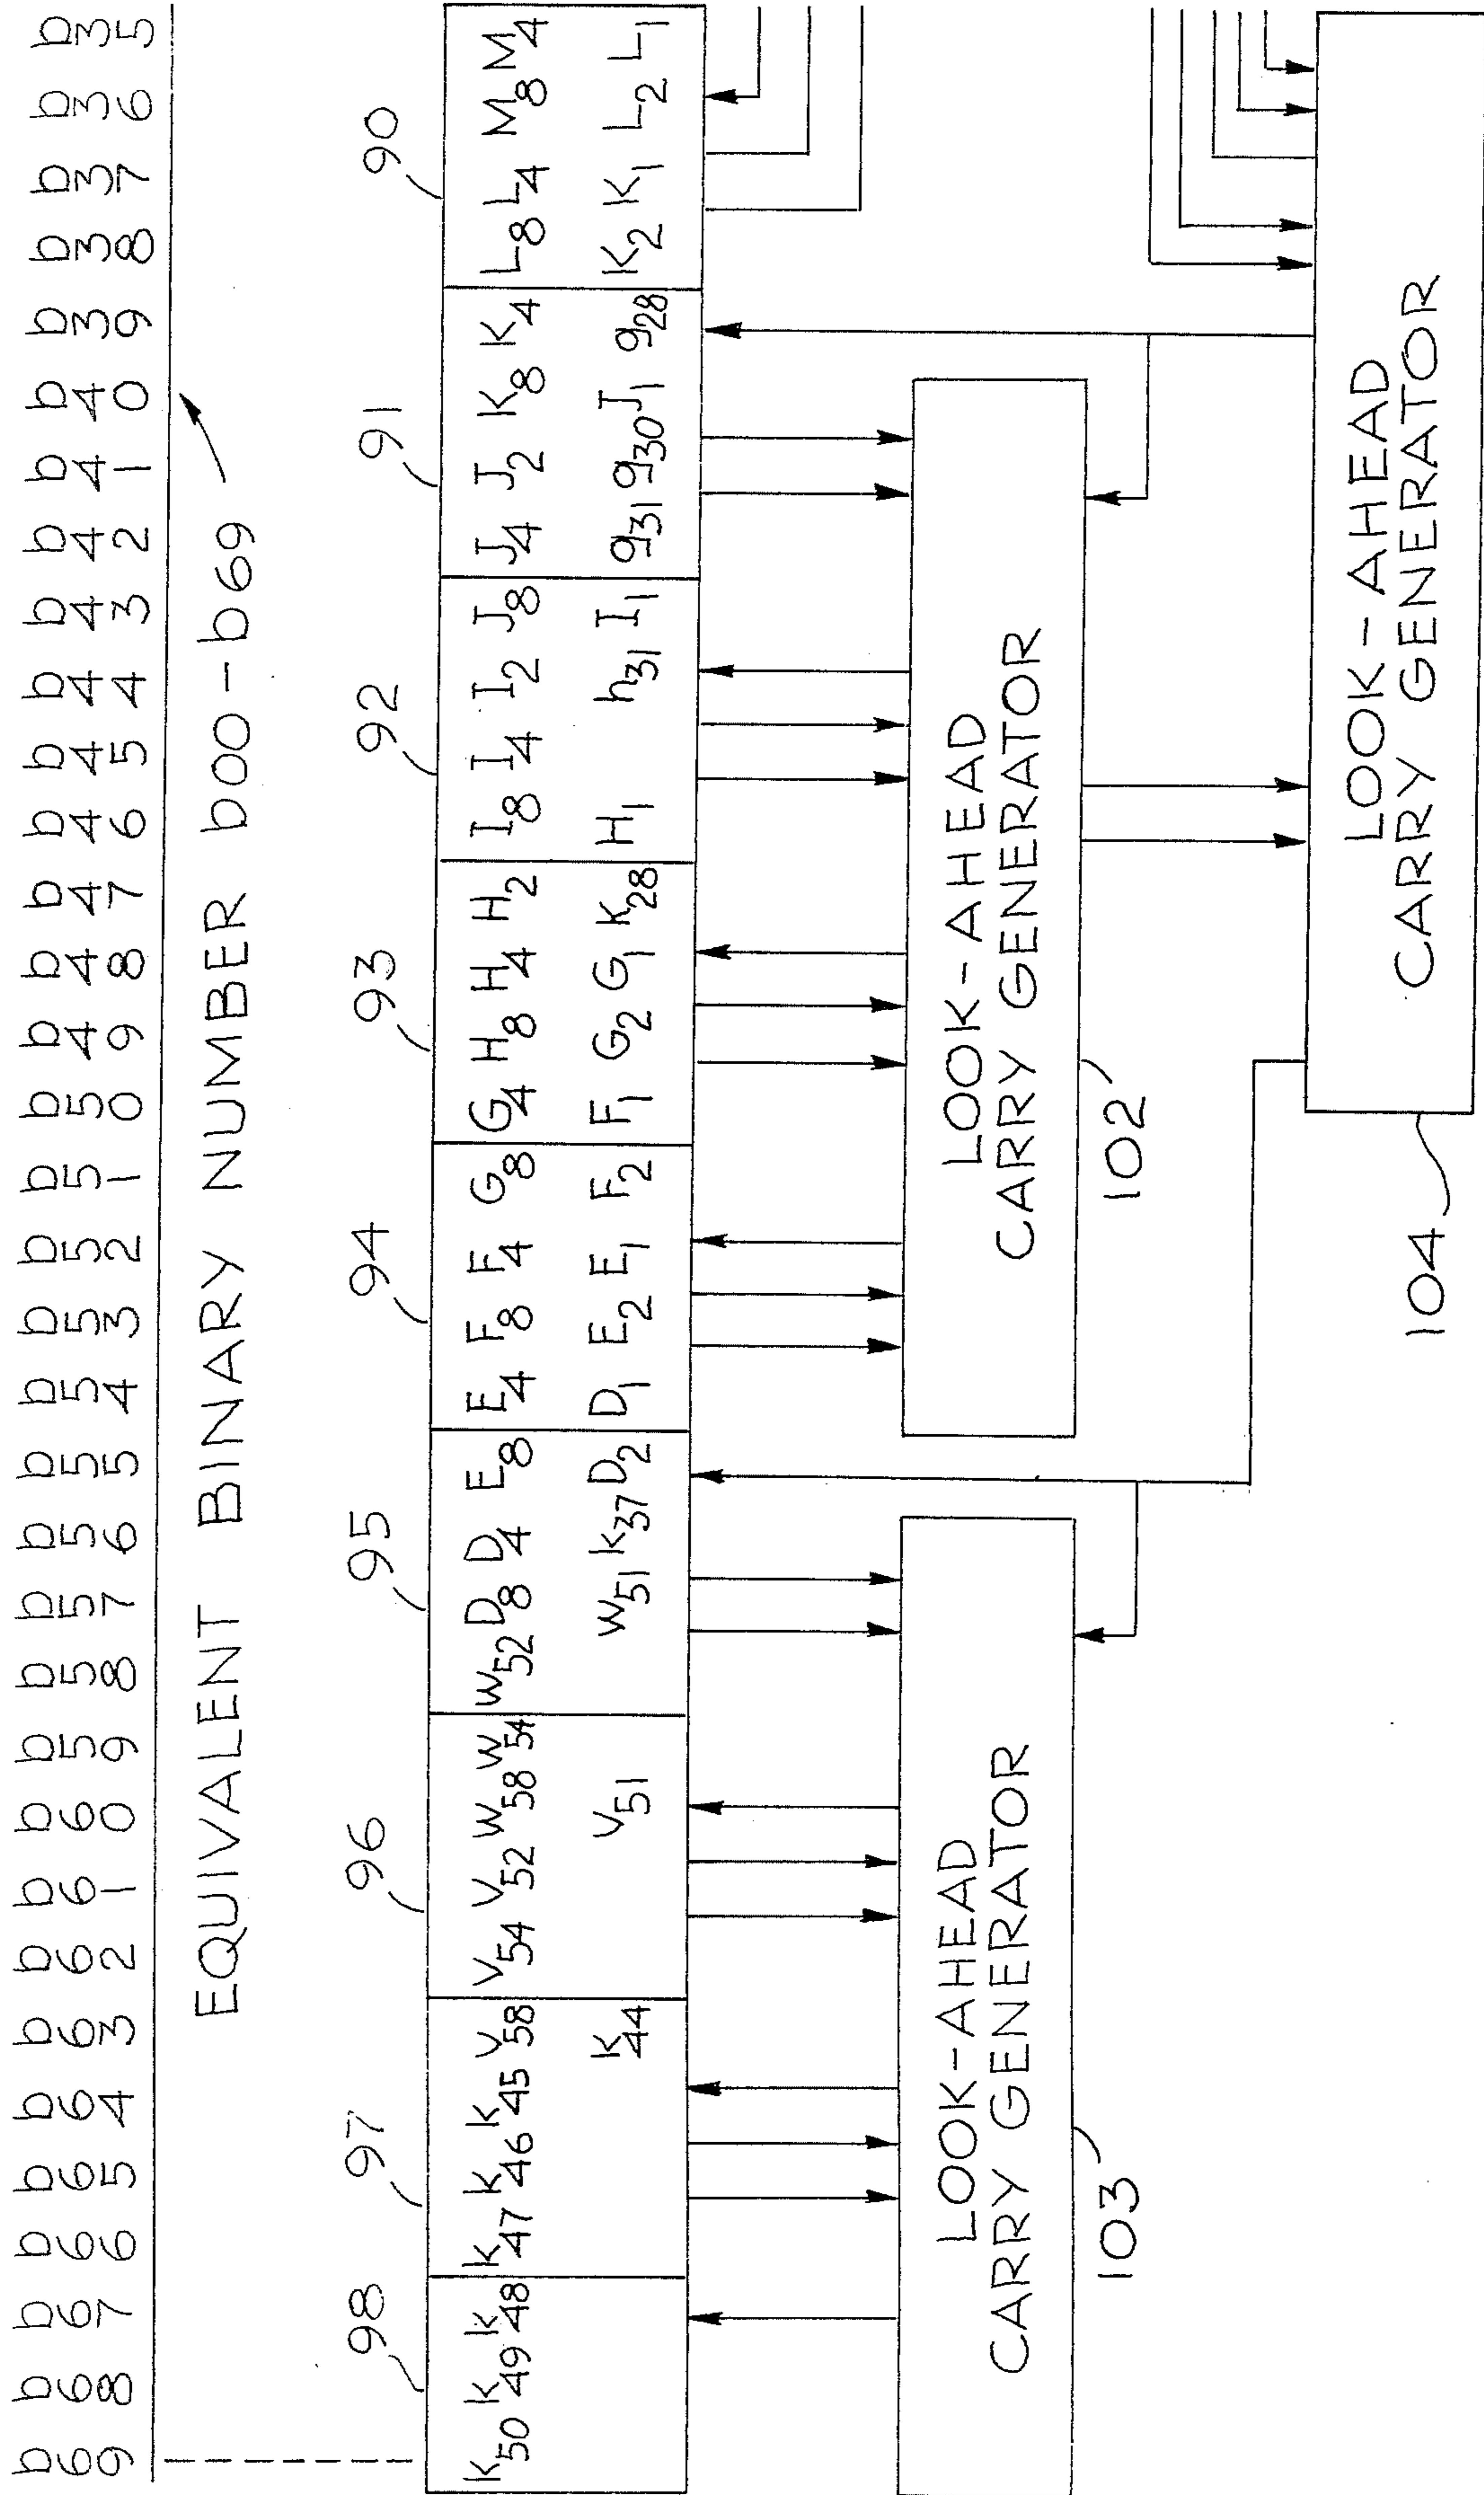 b69 b68 b67 b66 b65 b64 b63 b62 b61 b60 b59 b58 b57 b56 b55 b54 b53 b52 b51 b50 b49 b48 b47 b46 b45 b44 b43 b42 b41 b40 b39 b38 b37 b36 b35
EQUIVALENT BINARY NUMBER b00-b69
98 97 96 95 94 93 92 91 90
K50 K49 K48
K47 K46 K45 V58
K44
V54 V52 W58 W54
V51
W52 D8 D4 E8
W51 K37 D2
E4 F8 F4 G8
D1 E2 E1 F2
G4 H8 H4 H2
F1 G2 G1 K28
I8 I4 I2 J8
H1 h31 I1
J4 J2 K8 K4
g31 g30 J1 g28
L8 L4 M8 M4
K2 K1 L2 L1
LOOK-AHEAD
CARRY GENERATOR
103
LOOK-AHEAD
CARRY GENERATOR
102
LOOK-AHEAD
CARRY GENERATOR
104